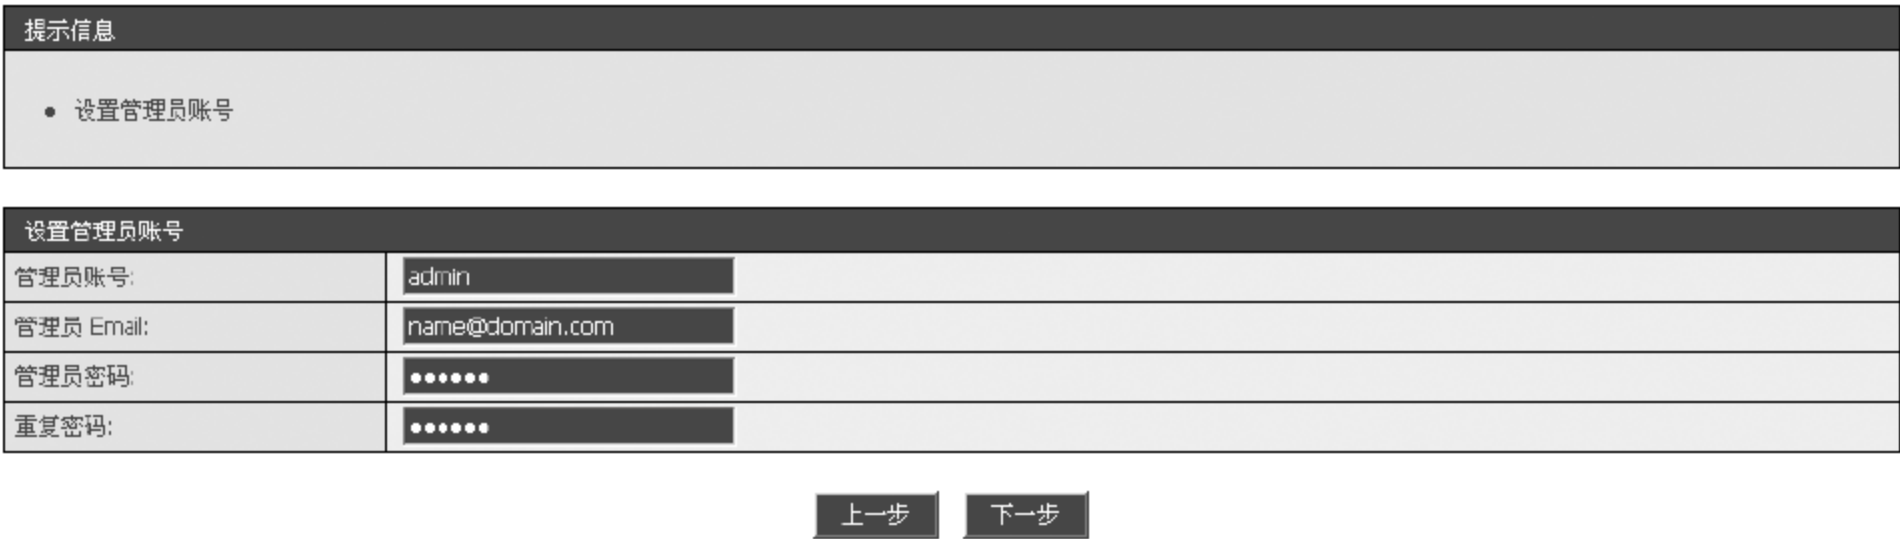 提示信息
● 设置管理员账号
设置管理员账号
管理员账号: admin
管理员 Email: name@domain.com
管理员密码: ●●●●●●
重复密码: ●●●●●●
上一步 下一步